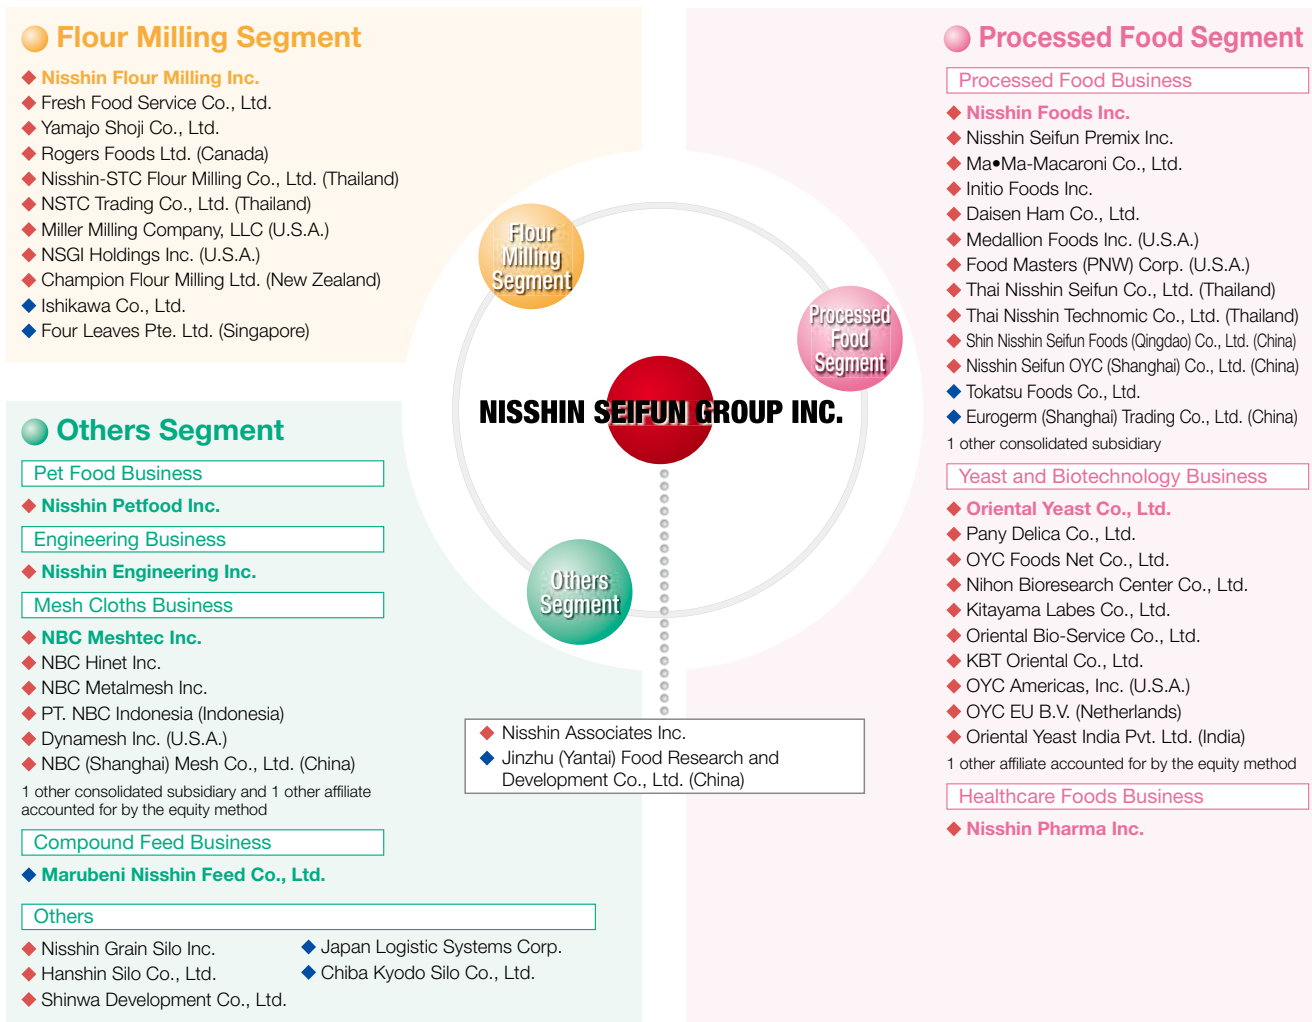 Flour Milling Segment
Nisshin Flour Milling Inc.
Fresh Food Service Co., Ltd.
Yamajo Shoji Co., Ltd.
Rogers Foods Ltd. (Canada)
Nisshin-STC Flour Milling Co., Ltd. (Thailand)
NSTC Trading Co., Ltd. (Thailand)
Miller Milling Company, LLC (U.S.A.)
NSGI Holdings Inc. (U.S.A.)
Champion Flour Milling Ltd. (New Zealand)
Ishikawa Co., Ltd.
Four Leaves Pte. Ltd. (Singapore)
Others Segment
Pet Food Business
Nisshin Petfood Inc.
Engineering Business
Nisshin Engineering Inc.
Mesh Cloths Business
NBC Meshtec Inc.
NBC Hinet Inc.
NBC Metalmesh Inc.
PT. NBC Indonesia (Indonesia)
Dynamesh Inc. (U.S.A.)
NBC (Shanghai) Mesh Co., Ltd. (China)
1 other consolidated subsidiary and 1 other affiliate
accounted for by the equity method
Compound Feed Business
Marubeni Nisshin Feed Co., Ltd.
Others
Nisshin Grain Silo Inc.
Hanshin Silo Co., Ltd.
Shinwa Development Co., Ltd.
Japan Logistic Systems Corp.
Chiba Kyodo Silo Co., Ltd.
Flour
Milling
Segment
Processed
Food
Segment
NISSHIN SEIFUN GROUP INC.
Others
Segment
Nisshin Associates Inc.
Jinzhu (Yantai) Food Research and
Development Co., Ltd. (China)
Processed Food Segment
Processed Food Business
Nisshin Foods Inc.
Nisshin Seifun Premix Inc.
Ma•Ma-Macaroni Co., Ltd.
Initio Foods Inc.
Daisen Ham Co., Ltd.
Medallion Foods Inc. (U.S.A.)
Food Masters (PNW) Corp. (U.S.A.)
Thai Nisshin Seifun Co., Ltd. (Thailand)
Thai Nisshin Technomic Co., Ltd. (Thailand)
Shin Nisshin Seifun Foods (Qingdao) Co., Ltd. (China)
Nisshin Seifun OYC (Shanghai) Co., Ltd. (China)
Tokatsu Foods Co., Ltd.
Eurogerm (Shanghai) Trading Co., Ltd. (China)
1 other consolidated subsidiary
Yeast and Biotechnology Business
Oriental Yeast Co., Ltd.
Pany Delica Co., Ltd.
OYC Foods Net Co., Ltd.
Nihon Bioresearch Center Co., Ltd.
Kitayama Labes Co., Ltd.
Oriental Bio-Service Co., Ltd.
KBT Oriental Co., Ltd.
OYC Americas, Inc. (U.S.A.)
OYC EU B.V. (Netherlands)
Oriental Yeast India Pvt. Ltd. (India)
1 other affiliate accounted for by the equity method
Healthcare Foods Business
Nisshin Pharma Inc.